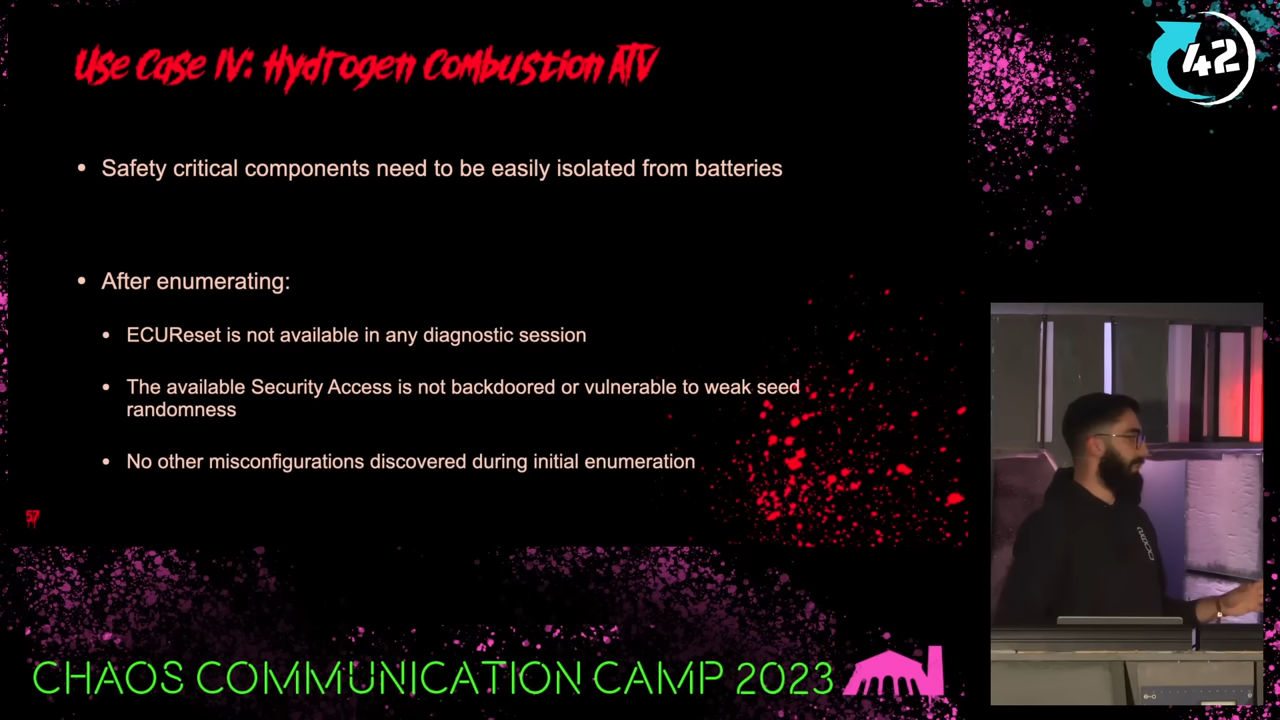 Use Case IV: Hydrogen Combustion ATV
42
• Safety critical components need to be easily isolated from batteries
• After enumerating:
• ECUReset is not available in any diagnostic session
• The available Security Access is not backdoored or vulnerable to weak seed
randomness
• No other misconfigurations discovered during initial enumeration
57
CHAOS COMMUNICATION CAMP 2023